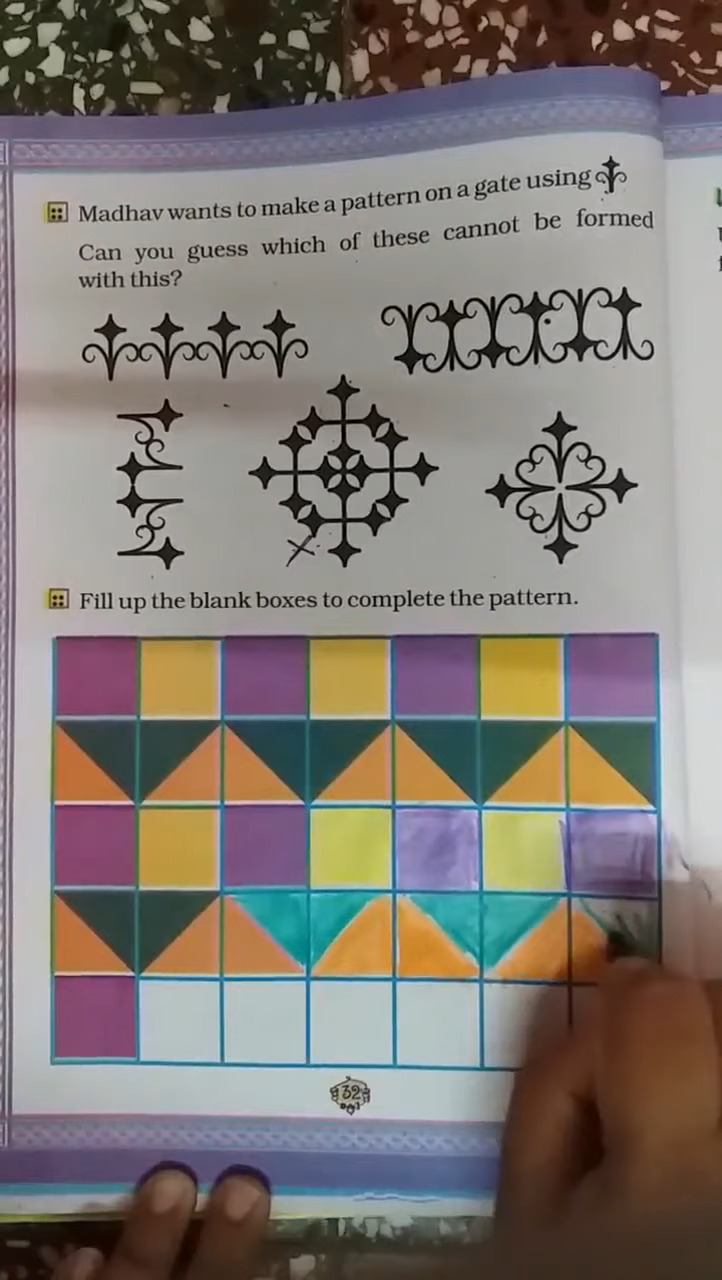 Madhav wants to make a pattern on a gate using
Can you guess which of these cannot be formed
with this?
Fill up the blank boxes to complete the pattern.
32